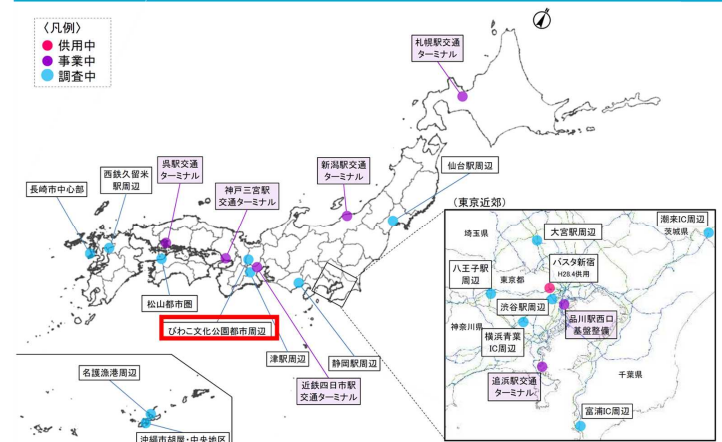 〈凡例〉
供用中
事業中
調査中
札幌駅交通
ターミナル
新潟駅交通
ターミナル
仙台駅周辺
呉駅交通
ターミナル
西鉄久留米
駅周辺
長崎市中心部
神戸三宮駅
交通ターミナル
松山都市圏
びわこ文化公園都市周辺
津駅周辺
静岡駅周辺
近鉄四日市駅
交通ターミナル
名護漁港周辺
沖縄市胡屋・中央地区
(東京近郊)
潮来IC周辺
茨城県
埼玉県
大宮駅周辺
八王子駅
周辺
東京都
バスタ新宿
H28.4供用
渋谷駅周辺
品川駅西口
基盤整備
神奈川県
横浜青葉
IC周辺
千葉県
追浜駅交通
ターミナル
富浦IC周辺